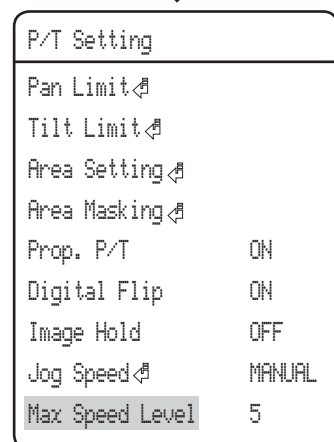 P/T Setting
Pan Limit⏎
Tilt Limit⏎
Area Setting⏎
Area Masking⏎
Prop. P/T ON
Digital Flip ON
Image Hold OFF
Jog Speed⏎ MANUAL
Max Speed Level 5